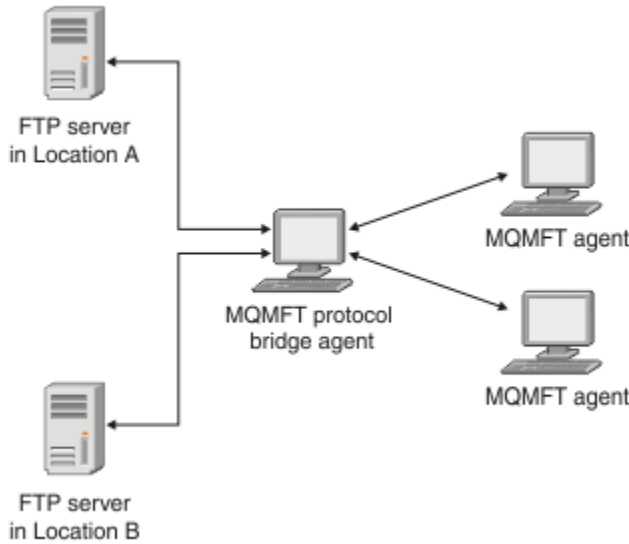 FTP server
in Location A
MQMFT agent
MQMFT protocol
bridge agent
MQMFT agent
FTP server
in Location B